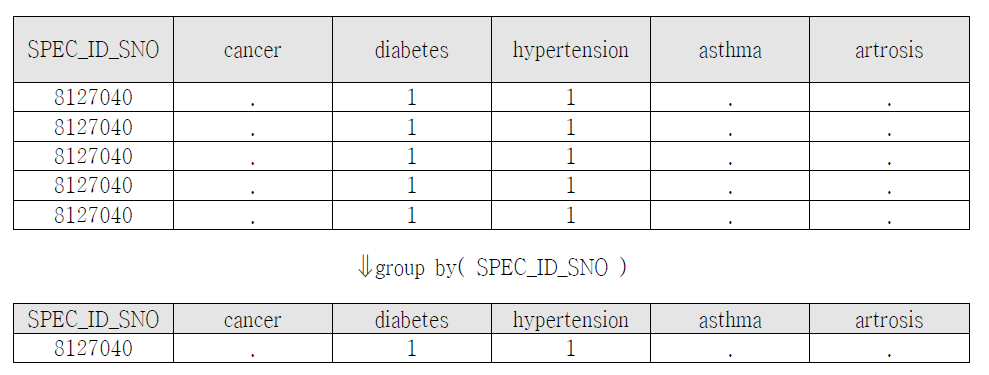 SPEC_ID_SNO cancer diabetes hypertension asthma artrosis
8127040 . 1 1 . .
8127040 . 1 1 . .
8127040 . 1 1 . .
8127040 . 1 1 . .
8127040 . 1 1 . .
⇓group by( SPEC_ID_SNO )
SPEC_ID_SNO cancer diabetes hypertension asthma artrosis
8127040 . 1 1 . .